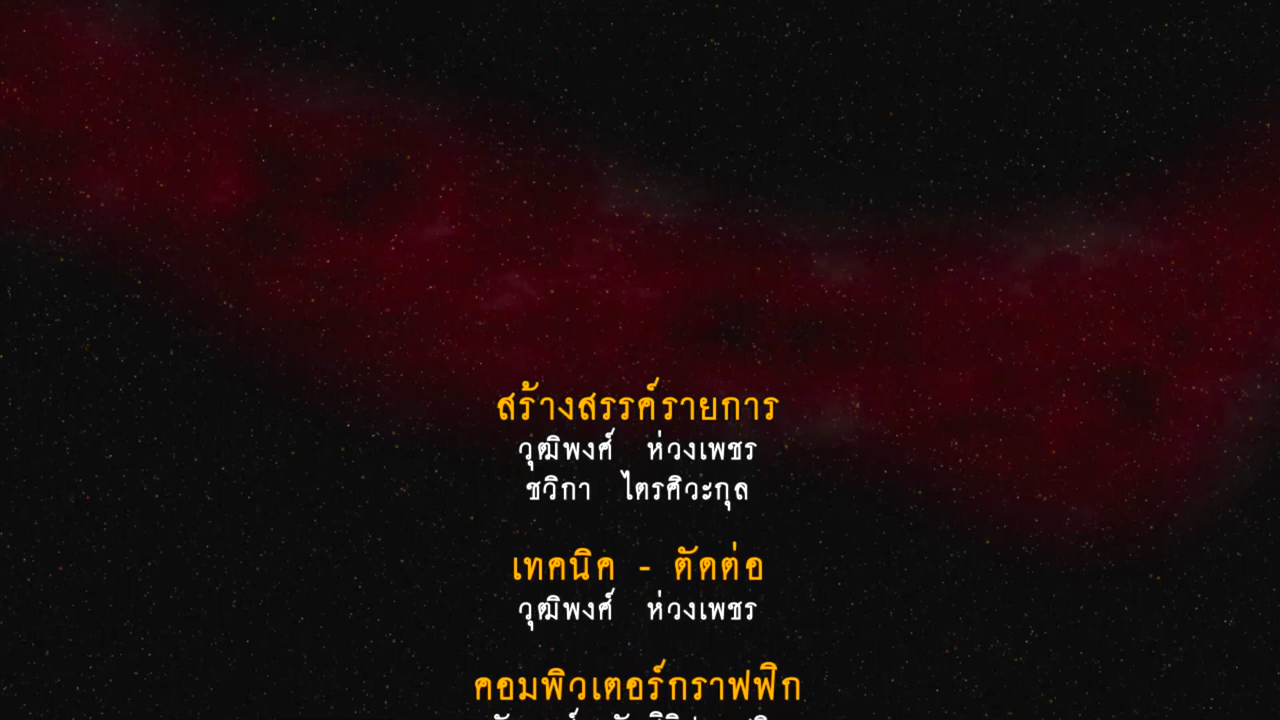 สร้างสรรค์รายการ
วุฒิพงศ์ ห่วงเพชร
ชวิกา ไตรศิวะกุล
เทคนิค - ตัดต่อ
วุฒิพงศ์ ห่วงเพชร
คอมพิวเตอร์กราฟฟิก